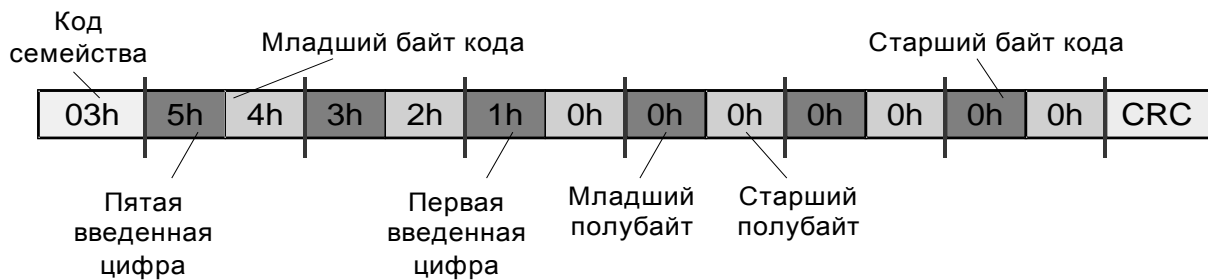 Код
семейства
Младший байт кода
Старший байт кода
03h 5h 4h 3h 2h 1h 0h 0h 0h 0h 0h 0h 0h CRC
Пятая
введенная
цифра
Первая
введенная
цифра
Младший
полубайт
Старший
полубайт